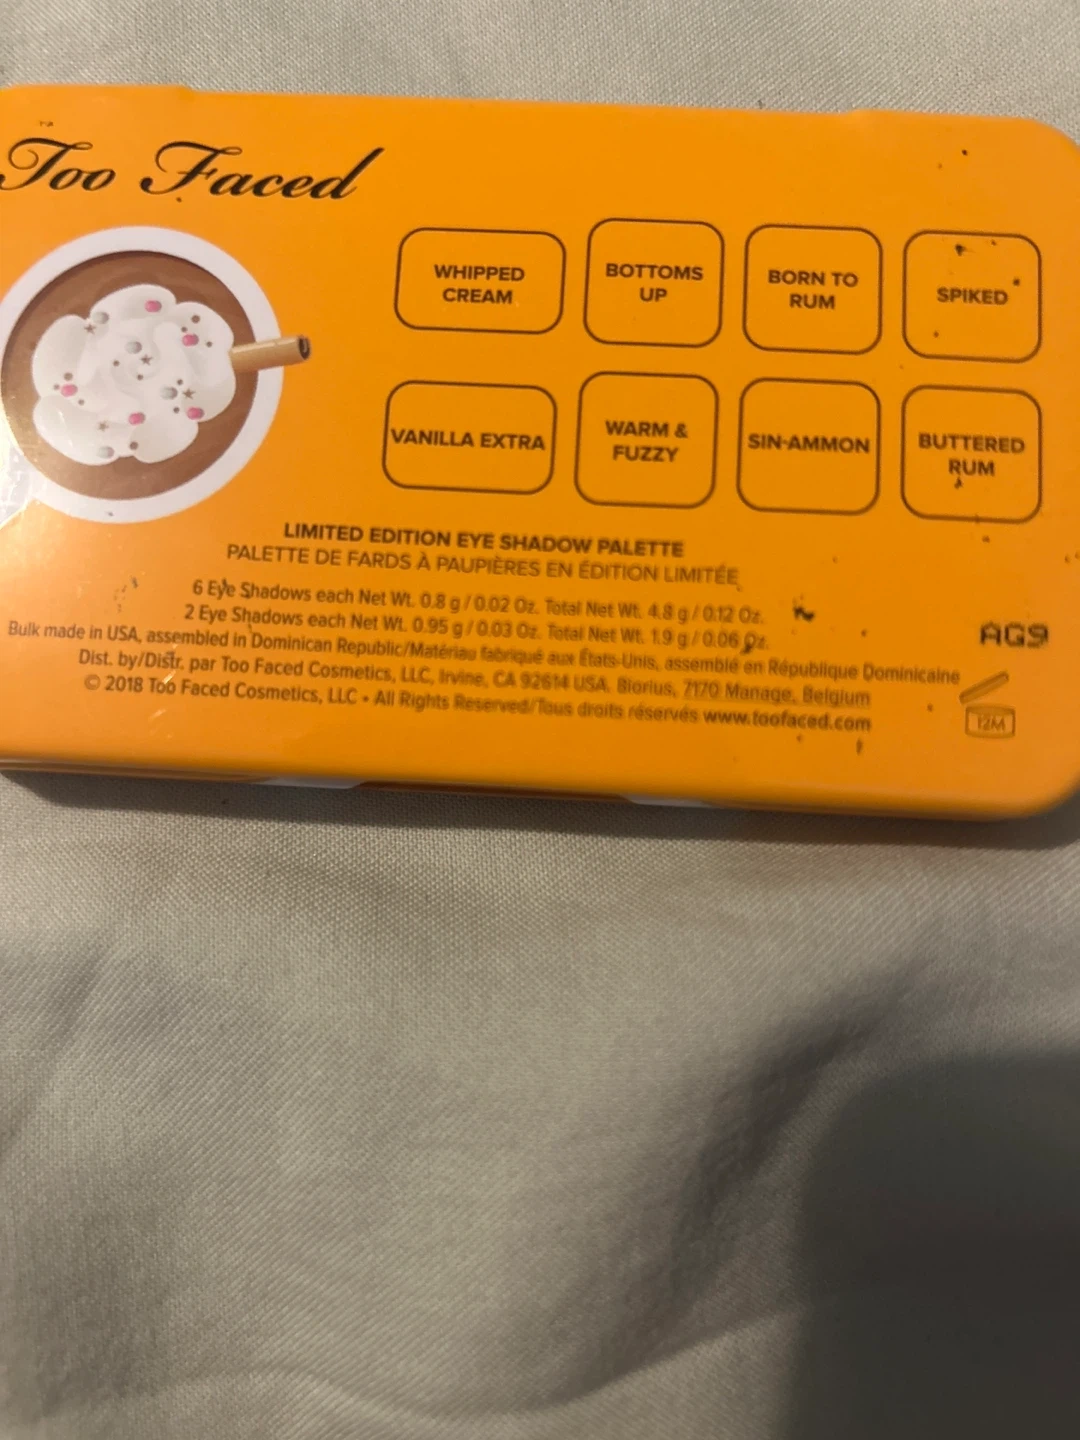 Too Faced
WHIPPED
CREAM
BOTTOMS
UP
BORN TO
RUM
SPIKED
VANILLA EXTRA
WARM &
FUZZY
SIN-AMMON
BUTTERED
RUM
LIMITED EDITION EYE SHADOW PALETTE
PALETTE DE FARDS À PAUPIÈRES EN ÉDITION LIMITÉE
6 Eye Shadows each Net Wt. 0.8 g / 0.02 Oz. Total Net Wt. 4.8 g / 0.12 Oz.
2 Eye Shadows each Net Wt. 0.95 g / 0.03 Oz. Total Net Wt. 1.9 g / 0.06 Oz.
Bulk made in USA, assembled in Dominican Republic/Matériau fabriqué aux États-Unis, assemblé en République Dominicaine
Dist. by/Distr. par Too Faced Cosmetics, LLC, Irvine, CA 92614 USA. Biorius, 7170 Manage, Belgium
© 2018 Too Faced Cosmetics, LLC • All Rights Reserved/Tous droits réservés www.toofaced.com
AG9
12M